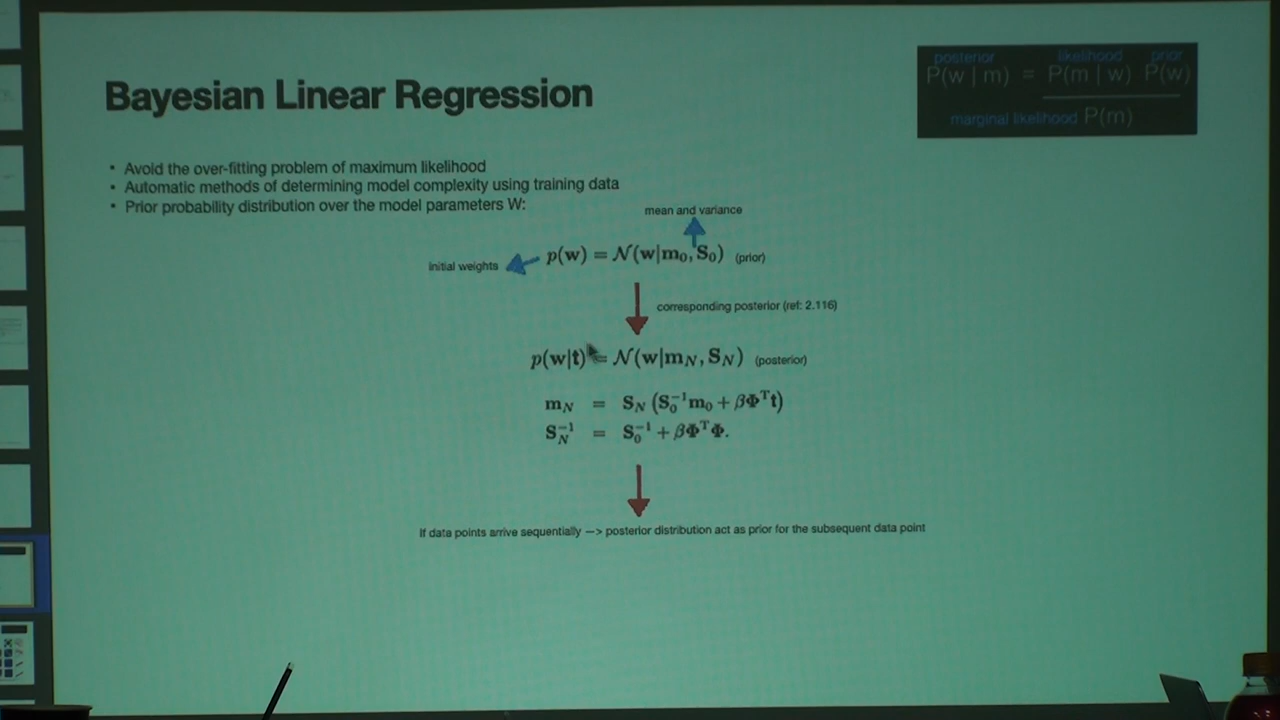 Bayesian Linear Regression
posterior likelihood prior
P(w | m) = P(m | w) P(w)
marginal likelihood P(m)
• Avoid the over-fitting problem of maximum likelihood
• Automatic methods of determining model complexity using training data
• Prior probability distribution over the model parameters W:
mean and variance
initial weights p(w) = N(w|m₀, S₀) (prior)
corresponding posterior (ref: 2.116)
p(w|t) = N(w|m_N, S_N) (posterior)
m_N = S_N (S₀⁻¹m₀ + βΦᵀt)
S_N⁻¹ = S₀⁻¹ + βΦᵀΦ.
If data points arrive sequentially —> posterior distribution act as prior for the subsequent data point